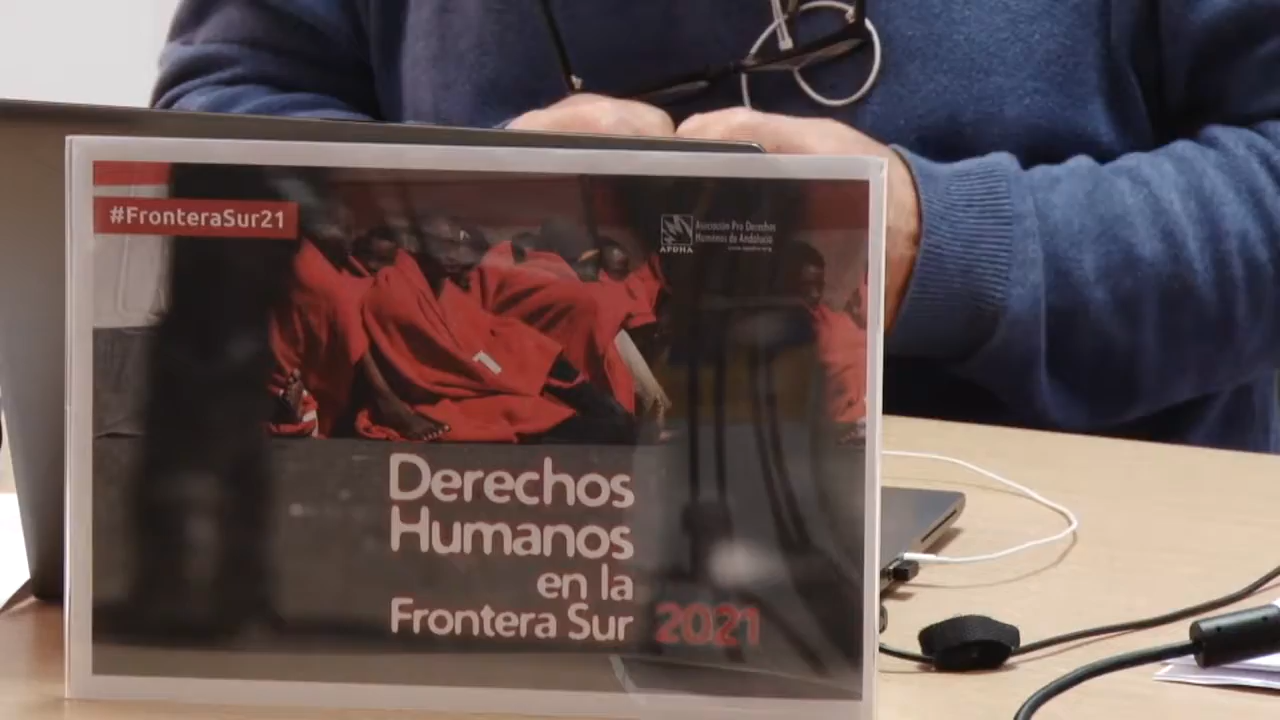 #FronteraSur21
Asociación Pro Derechos
Humanos de Andalucía
APDHA
Derechos
Humanos
en la
Frontera Sur 2021